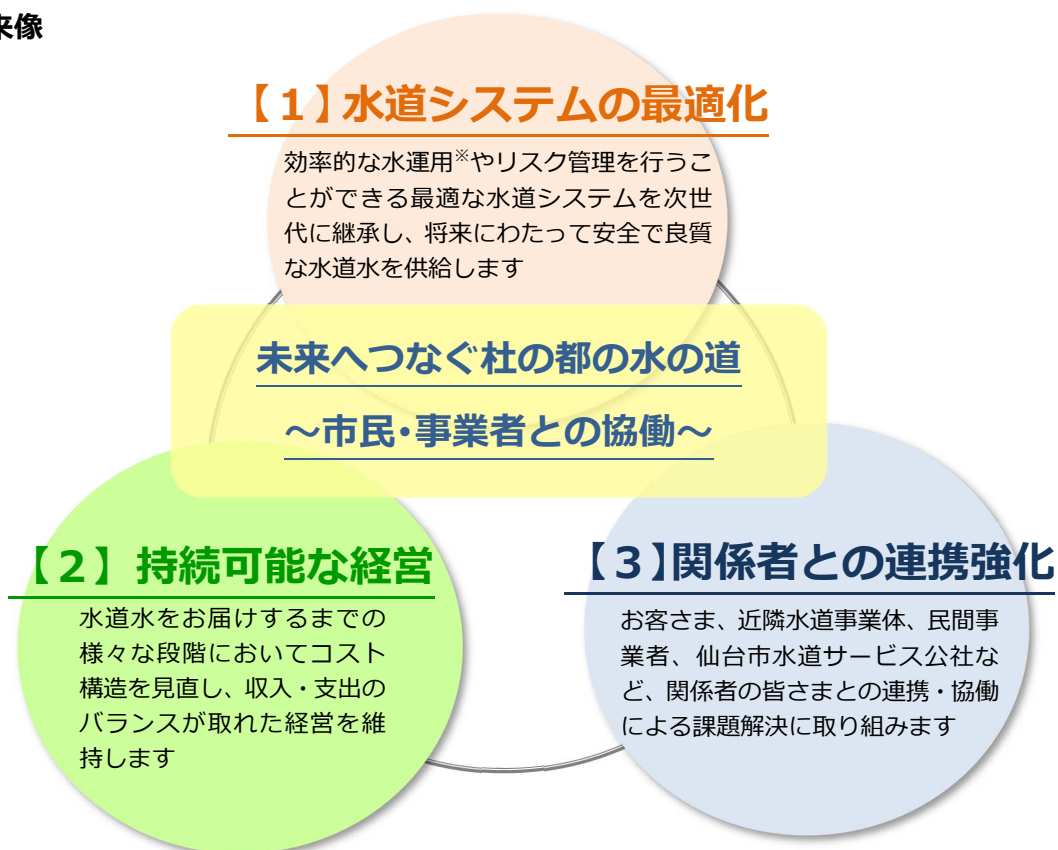 来像
【１】水道システムの最適化
効率的な水運用※やリスク管理を行うこ
とができる最適な水道システムを次世
代に継承し、将来にわたって安全で良質
な水道水を供給します
未来へつなぐ杜の都の水の道
～市民・事業者との協働～
【２】持続可能な経営
水道水をお届けするまでの
様々な段階においてコスト
構造を見直し、収入・支出の
バランスが取れた経営を維
持します
【３】関係者との連携強化
お客さま、近隣水道事業体、民間事
業者、仙台市水道サービス公社な
ど、関係者の皆さまとの連携・協働
による課題解決に取り組みます